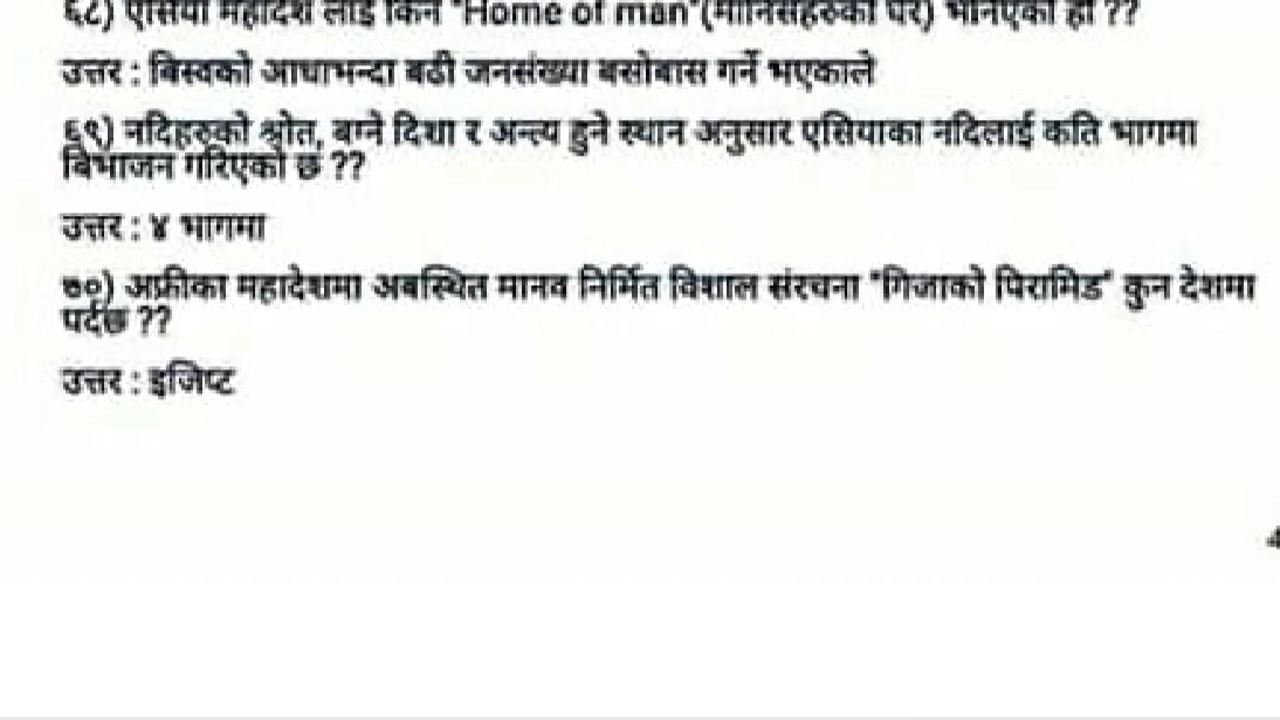 ६८) एसिया महादेश लाई किन "Home of man"(मानिसहरुको घर) भनिएको हो ??
उत्तर : बिस्वको आधाभन्दा बढी जनसंख्या बसोबास गर्ने भएकाले
६९) नदिहरुको श्रोत, बग्ने दिशा र अन्त्य हुने स्थान अनुसार एसियाका नदिलाई कति भागमा
बिभाजन गरिएको छ ??
उत्तर : ४ भागमा
७०) अफ्रीका महादेशमा अबस्थित मानव निर्मित विशाल संरचना "गिजाको पिरामिड" कुन देशमा
पर्दछ ??
उत्तर : इजिप्ट